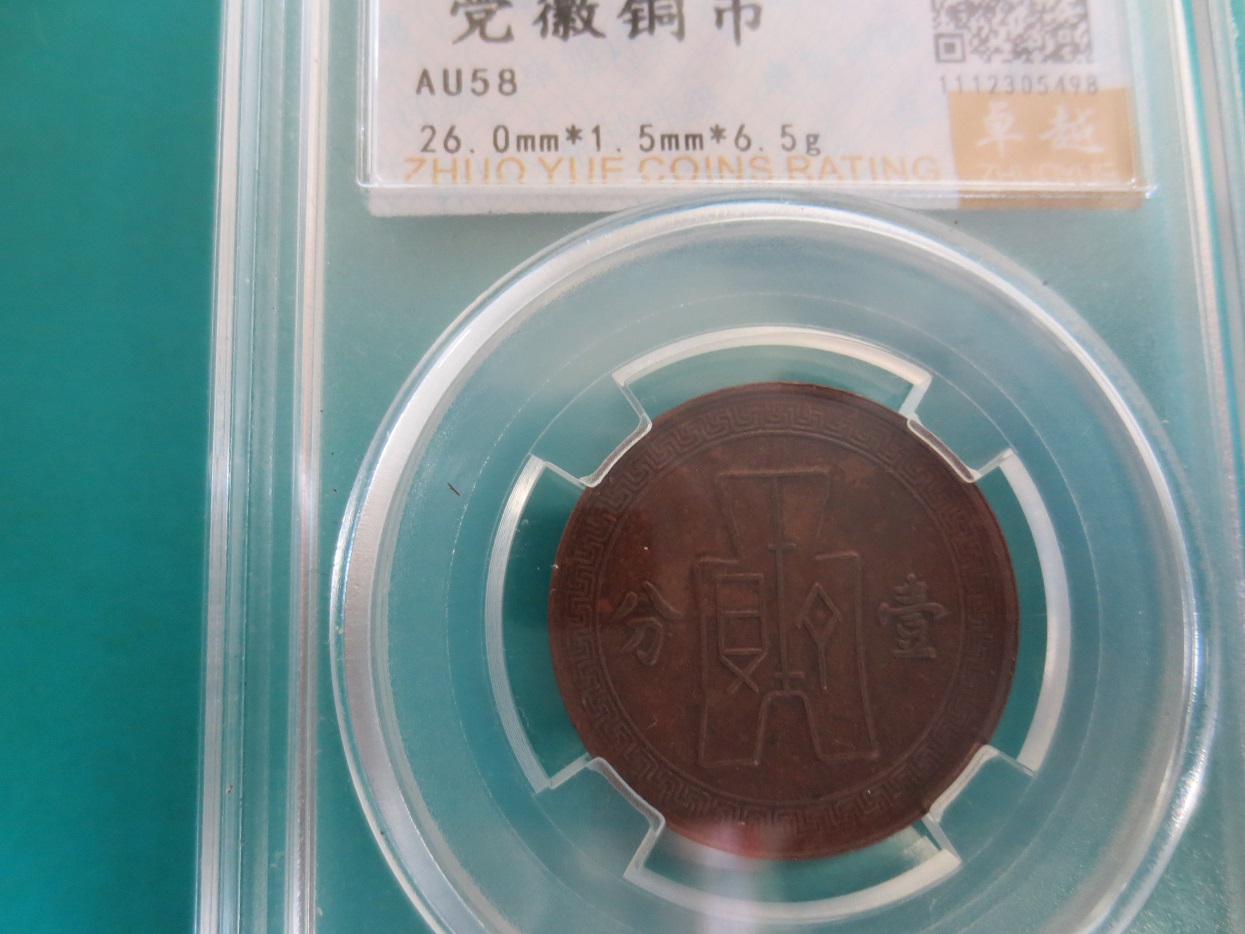 党徽铜币
AU58
1112305498
26.0mm*1.5mm*6.5g
卓越
ZHUO YUE COINS RATING
分
壹